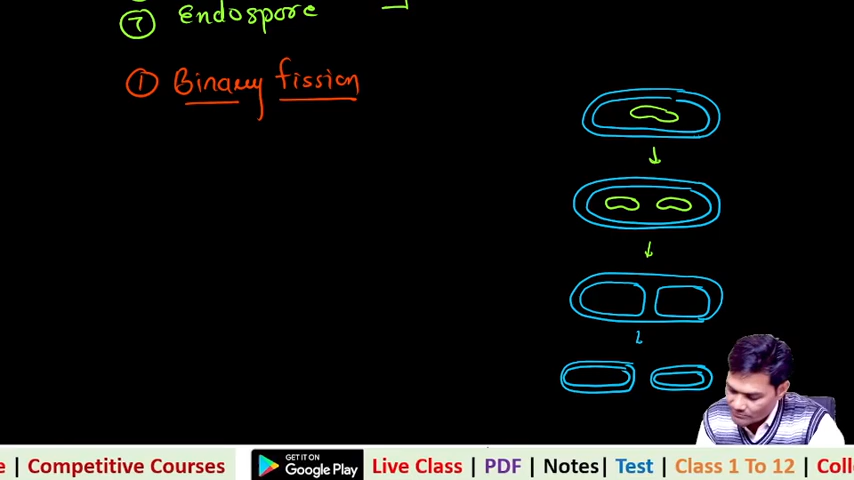 ⑦ Endospore
① Binary fission
| Competitive Courses
GET IT ON
Google Play
Live Class | PDF | Notes| Test | Class 1 To 12 |